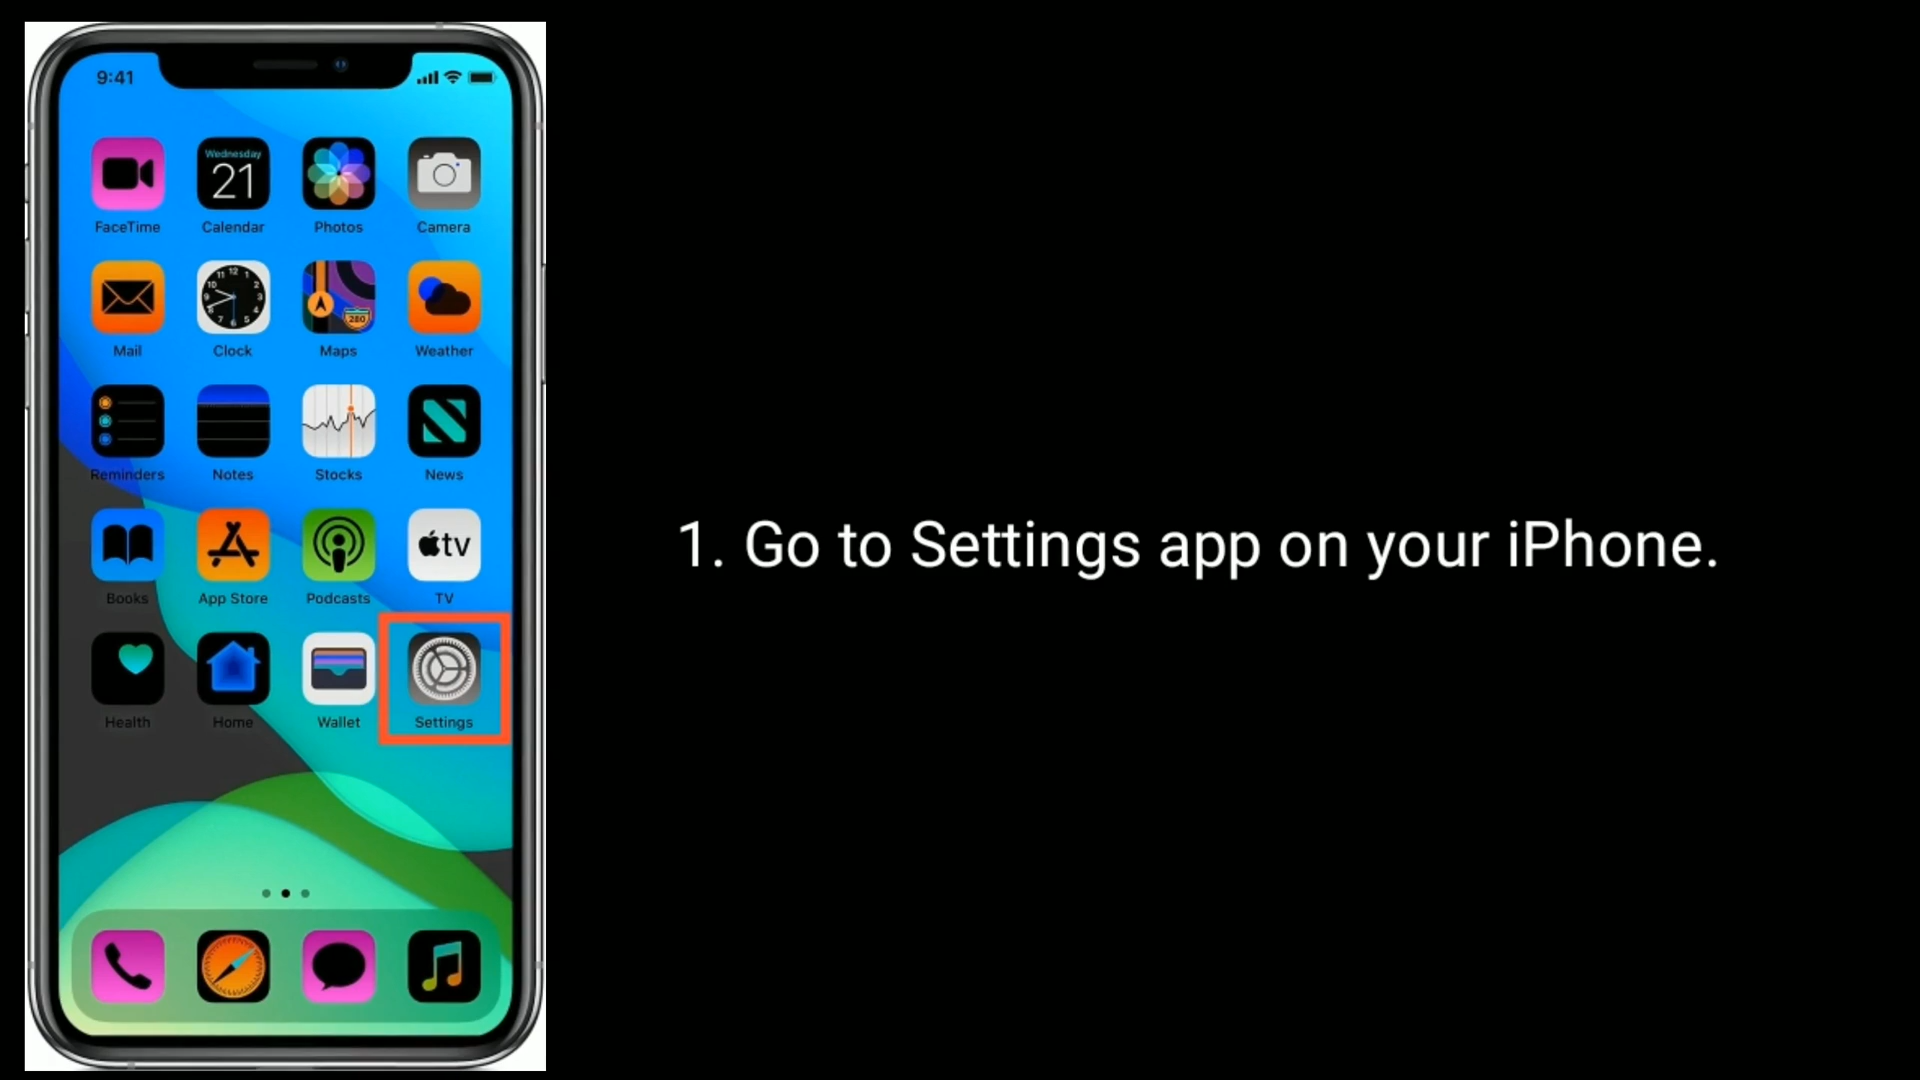 9:41
Wednesday
21
FaceTime Calendar Photos Camera
280
Mail Clock Maps Weather
Reminders Notes Stocks News
tv
Books App Store Podcasts TV
Health Home Wallet Settings
1. Go to Settings app on your iPhone.